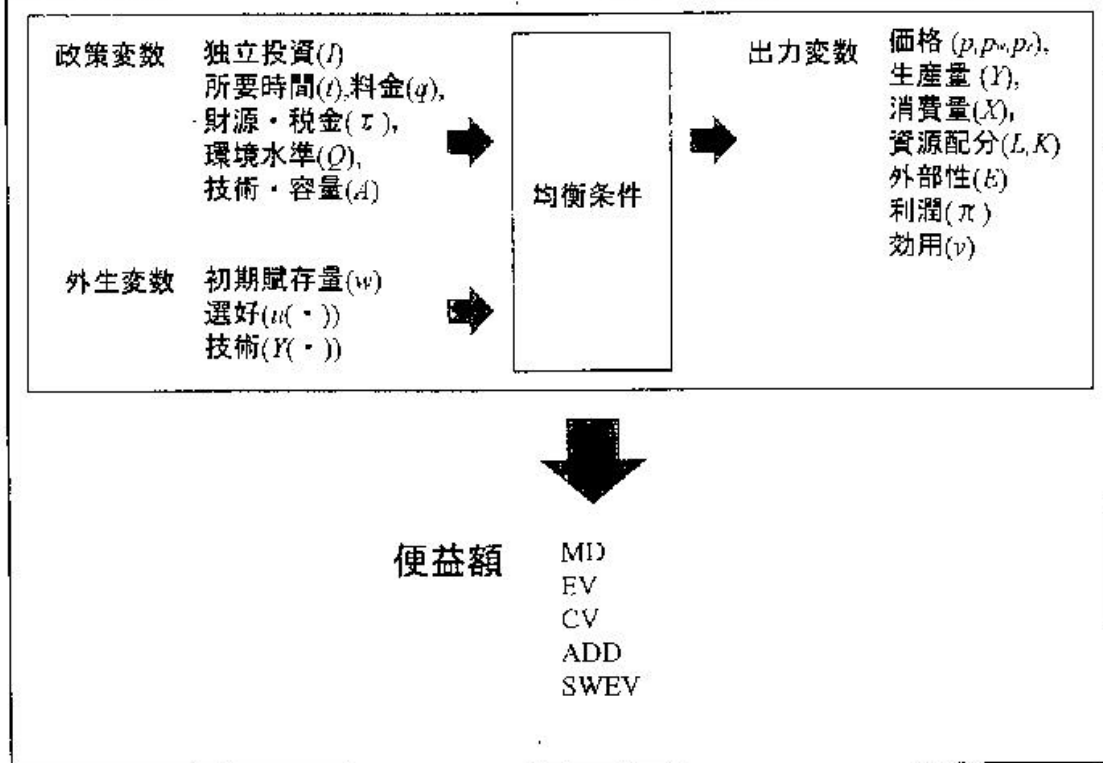 政策変数
独立投資(I)
所要時間(t),料金(q),
財源・税金(τ),
環境水準(Q),
技術・容量(A)
外生変数
初期賦存量(w)
選好(u(・))
技術(Y(・))
均衡条件
出力変数
価格 (p,pw,pr),
生産量 (Y),
消費量(X),
資源配分(L,K)
外部性(E)
利潤(π)
効用(v)
便益額
MD
EV
CV
ADD
SWEV